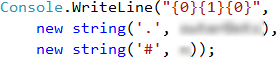 Console.WriteLine("{0}{1}{0}",
new string('.', ),
new string('#', ));